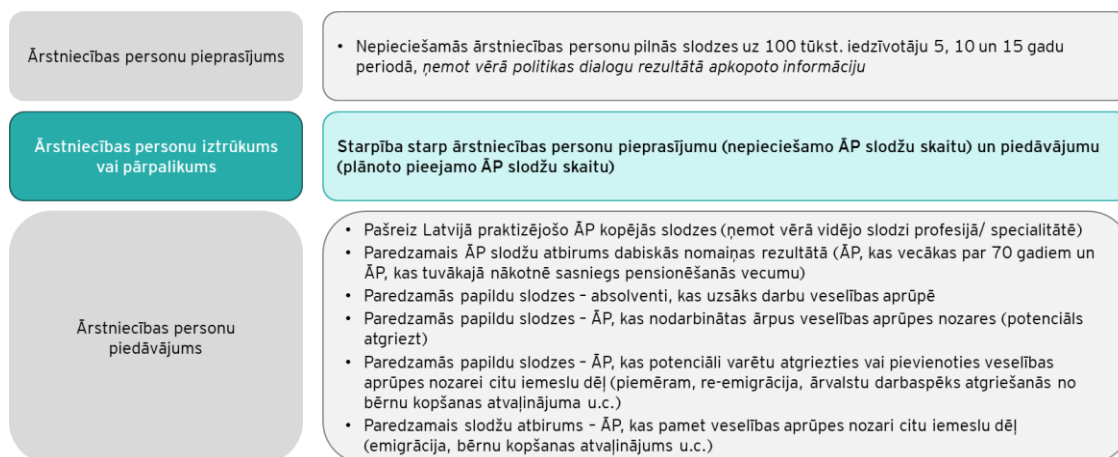 Ārstniecības personu pieprasījums
• Nepieciešamās ārstniecības personu pilnās slodzes uz 100 tūkst. iedzīvotāju 5, 10 un 15 gadu
periodā, ņemot vērā politikas dialogu rezultātā apkopoto informāciju
Ārstniecības personu iztrūkums
vai pārpalikums
Starpība starp ārstniecības personu pieprasījumu (nepieciešamo ĀP slodžu skaitu) un piedāvājumu
(plānoto pieejamo ĀP slodžu skaitu)
Ārstniecības personu
piedāvājums
• Pašreiz Latvijā praktizējošo ĀP kopējās slodzes (ņemot vērā vidējo slodzi profesijā/ specialitātē)
• Paredzamais ĀP slodžu atbirums dabiskās nomaiņas rezultātā (ĀP, kas vecākas par 70 gadiem un
ĀP, kas tuvākajā nākotnē sasniegs pensionēšanās vecumu)
• Paredzamās papildu slodzes – absolventi, kas uzsāks darbu veselības aprūpē
• Paredzamās papildu slodzes – ĀP, kas nodarbinātas ārpus veselības aprūpes nozares (potenciāls
atgriezt)
• Paredzamās papildu slodzes – ĀP, kas potenciāli varētu atgriezties vai pievienoties veselības
aprūpes nozarei citu iemeslu dēļ (piemēram, re-emigrācija, ārvalstu darbaspēks atgriešanās no
bērnu kopšanas atvaļinājuma u.c.)
• Paredzamais slodžu atbirums – ĀP, kas pamet veselības aprūpes nozari citu iemeslu dēļ
(emigrācija, bērnu kopšanas atvaļinājums u.c.)